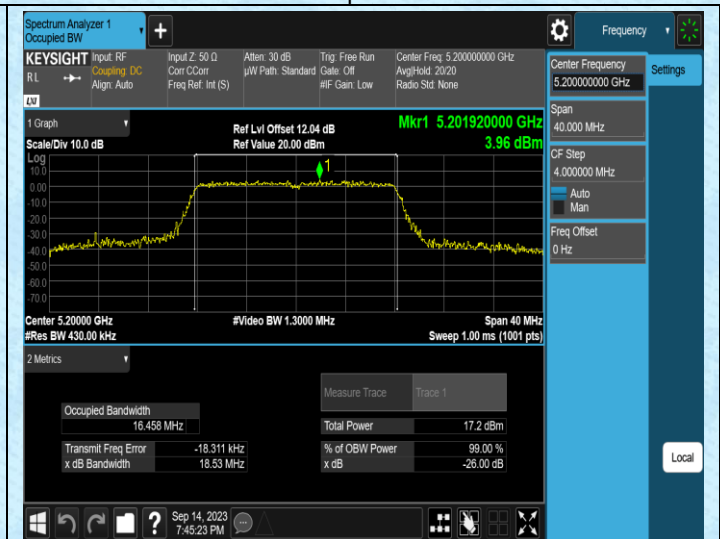 Spectrum Analyzer 1
Occupied BW
+
Frequency
KEYSIGHT
RL
LXI
Input: RF
Coupling: DC
Align: Auto
Input Z: 50 Ω
Corr CCorr
Freq Ref: Int (S)
Atten: 30 dB
µW Path: Standard
Trig: Free Run
Gate: Off
#IF Gain: Low
Center Freq: 5.200000000 GHz
Avg|Hold: 20/20
Radio Std: None
Center Frequency
5.200000000 GHz
Settings
Span
40.000 MHz
CF Step
4.000000 MHz
Auto
Man
Freq Offset
0 Hz
Local
1 Graph
Scale/Div 10.0 dB
Ref Lvl Offset 12.04 dB
Ref Value 20.00 dBm
Mkr1 5.201920000 GHz
3.96 dBm
Log
10.0
0.00
-10.0
-20.0
-30.0
-40.0
-50.0
-60.0
-70.0
1
Center 5.20000 GHz
#Res BW 430.00 kHz
#Video BW 1.3000 MHz
Span 40 MHz
Sweep 1.00 ms (1001 pts)
2 Metrics
Measure Trace Trace 1
Occupied Bandwidth
16.458 MHz
Total Power 17.2 dBm
Transmit Freq Error -18.311 kHz
% of OBW Power 99.00 %
x dB Bandwidth 18.53 MHz
x dB -26.00 dB
?
Sep 14, 2023
7:45:23 PM